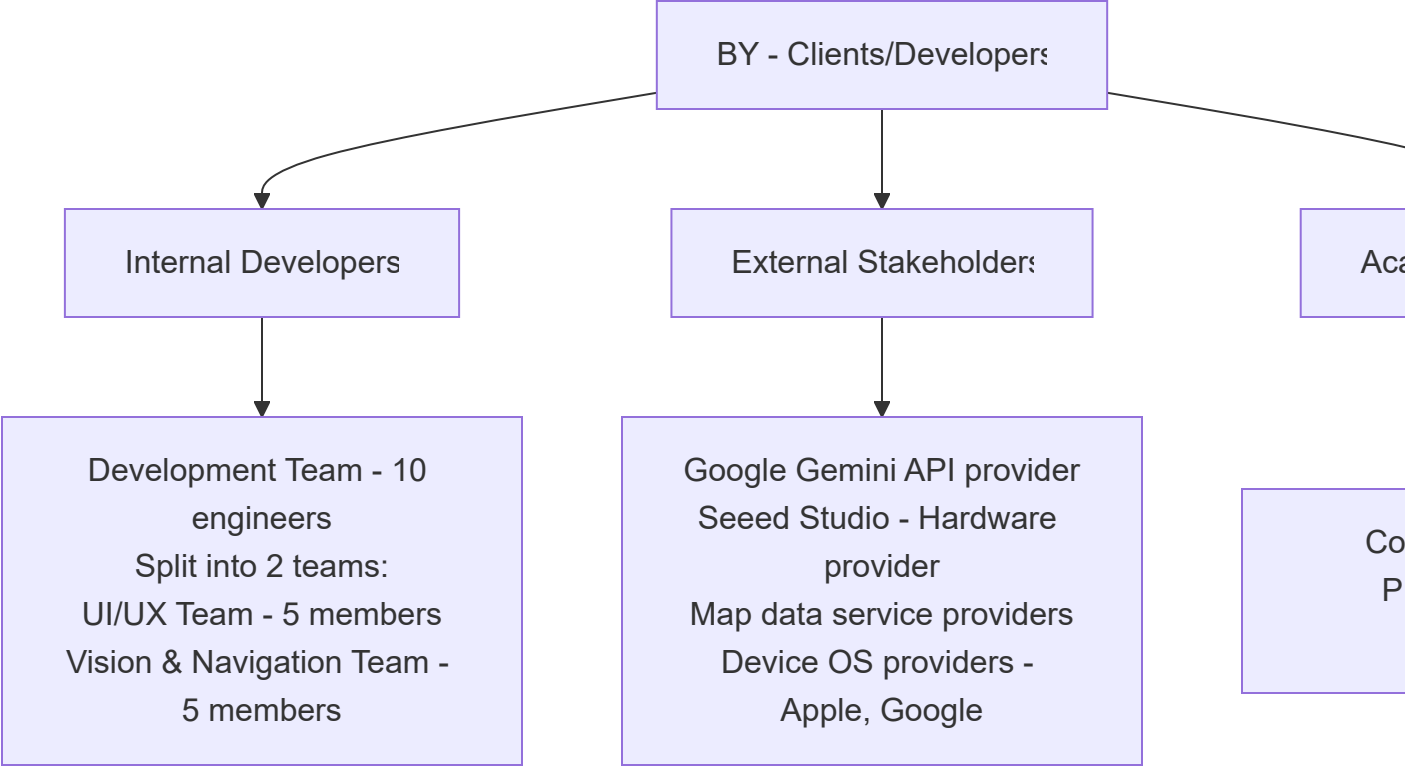 BY - Clients/Developers
Internal Developers
External Stakeholders
Development Team - 10
engineers
Split into 2 teams:
UI/UX Team - 5 members
Vision & Navigation Team -
5 members
Google Gemini API provider
Seeed Studio - Hardware
provider
Map data service providers
Device OS providers -
Apple, Google